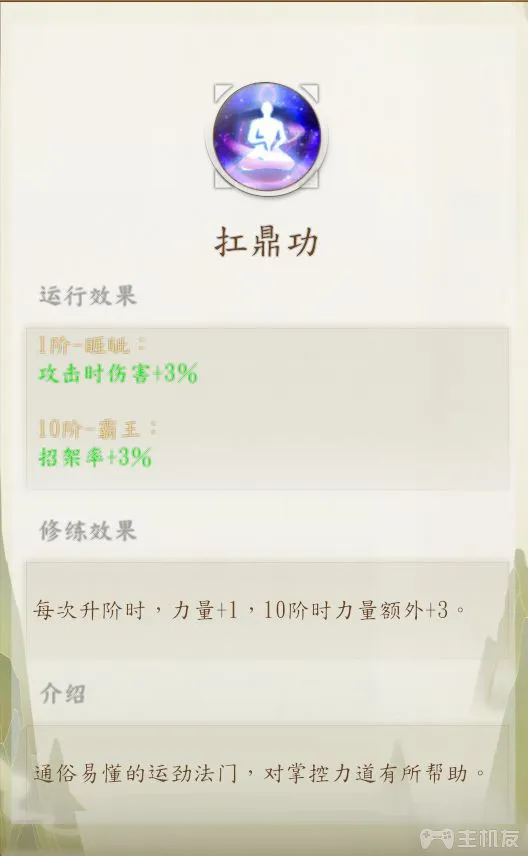 扛鼎功
运行效果
1阶-睚眦：
攻击时伤害+3%
10阶-霸王：
招架率+3%
修练效果
每次升阶时，力量+1，10阶时力量额外+3。
介绍
通俗易懂的运劲法门，对掌控力道有所帮助。
主机友